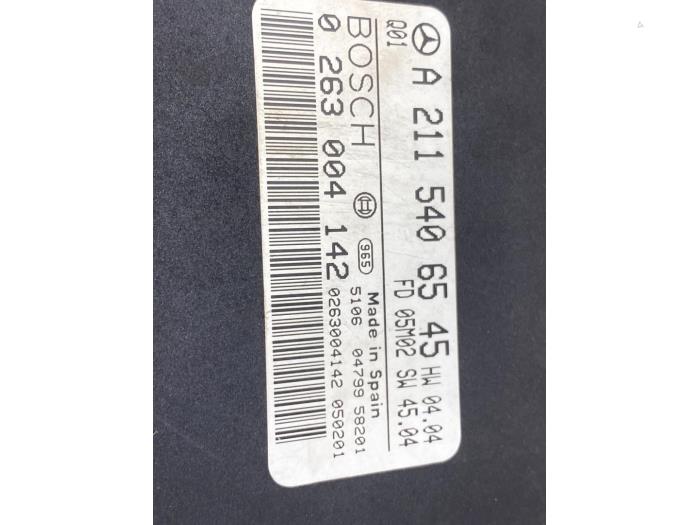 A 211 540 65 45 HW 04.04
Q01 FD 05M02 SW 45.04
BOSCH 965 Made in Spain
0 263 004 142 5106 04799 58201
0263004142 050201